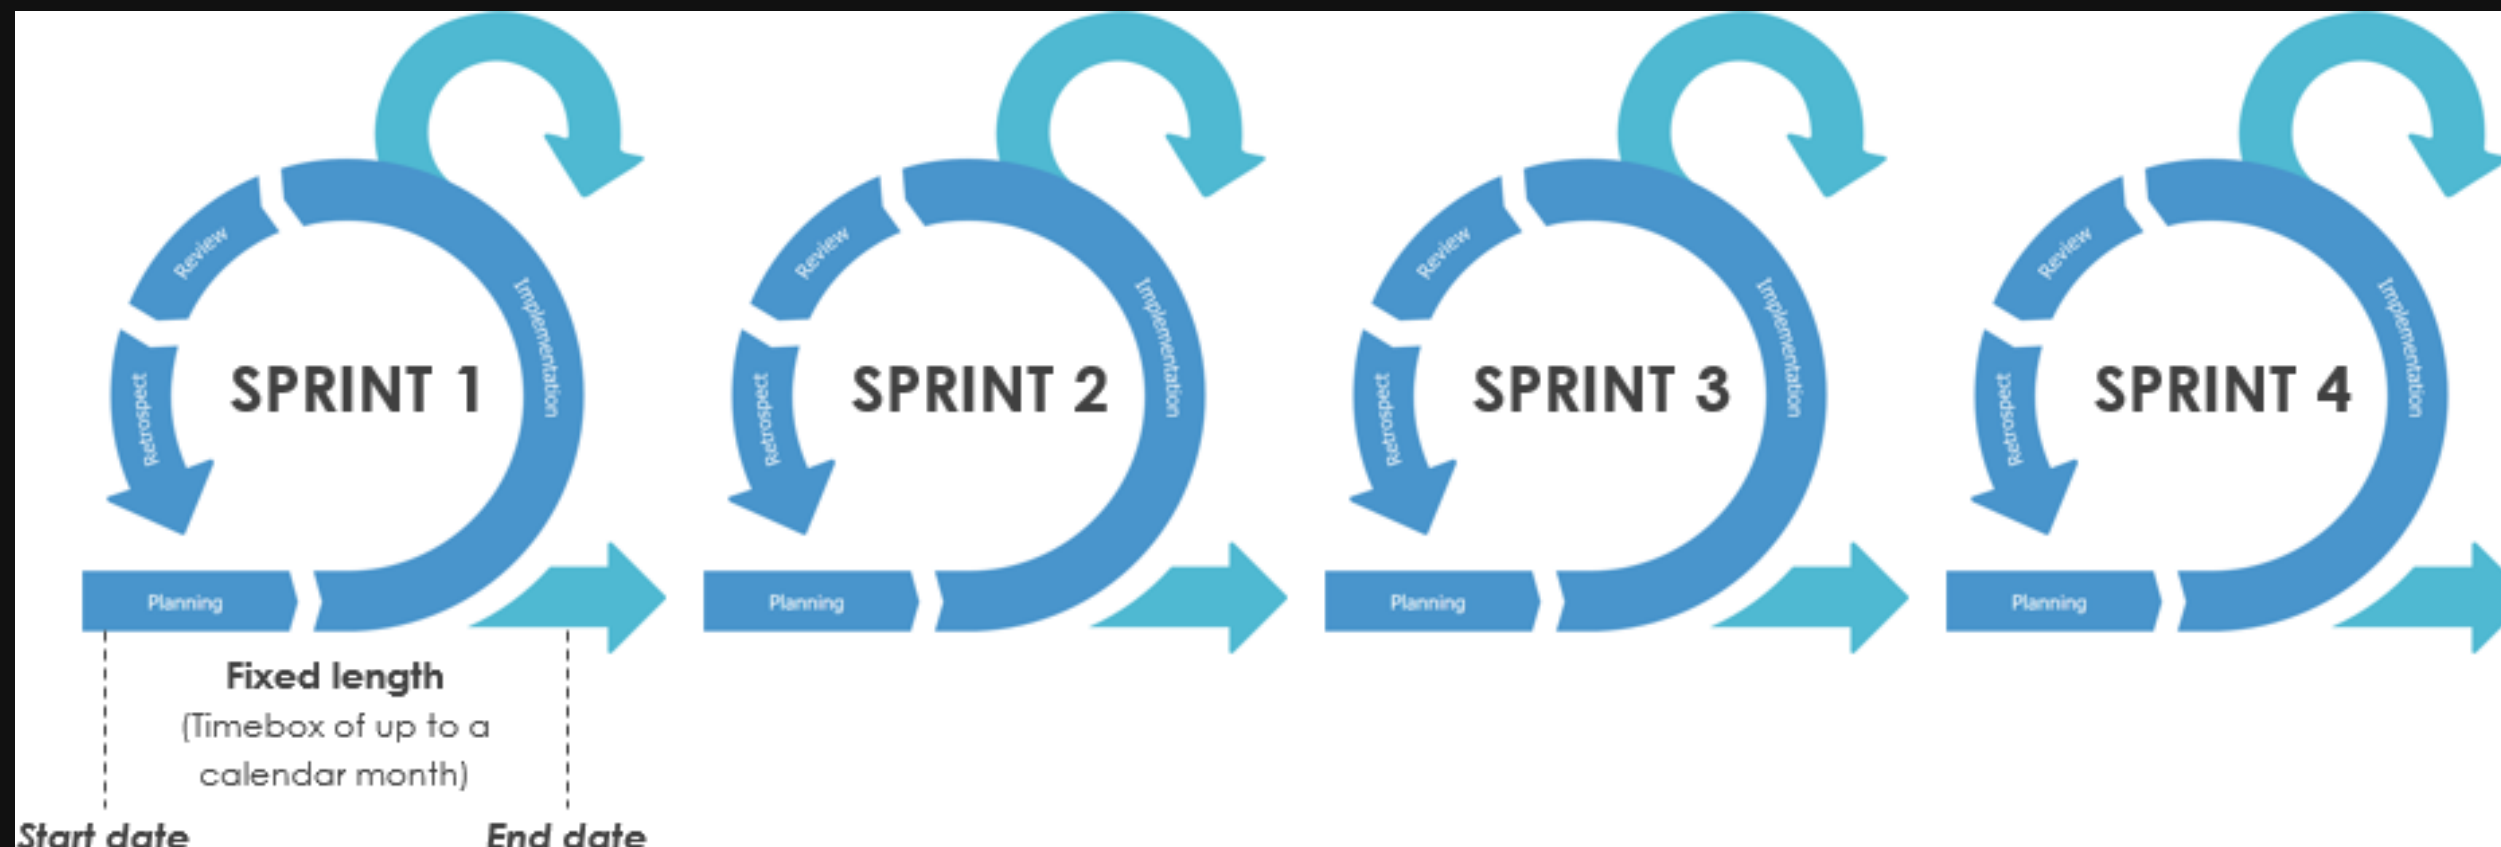 Review
Implementation
SPRINT 1
Retrospect
Planning
Review
Implementation
SPRINT 2
Retrospect
Planning
Review
Implementation
SPRINT 3
Retrospect
Planning
Review
Implementation
SPRINT 4
Retrospect
Planning
Fixed length
(Timebox of up to a
calendar month)
Start date
End date